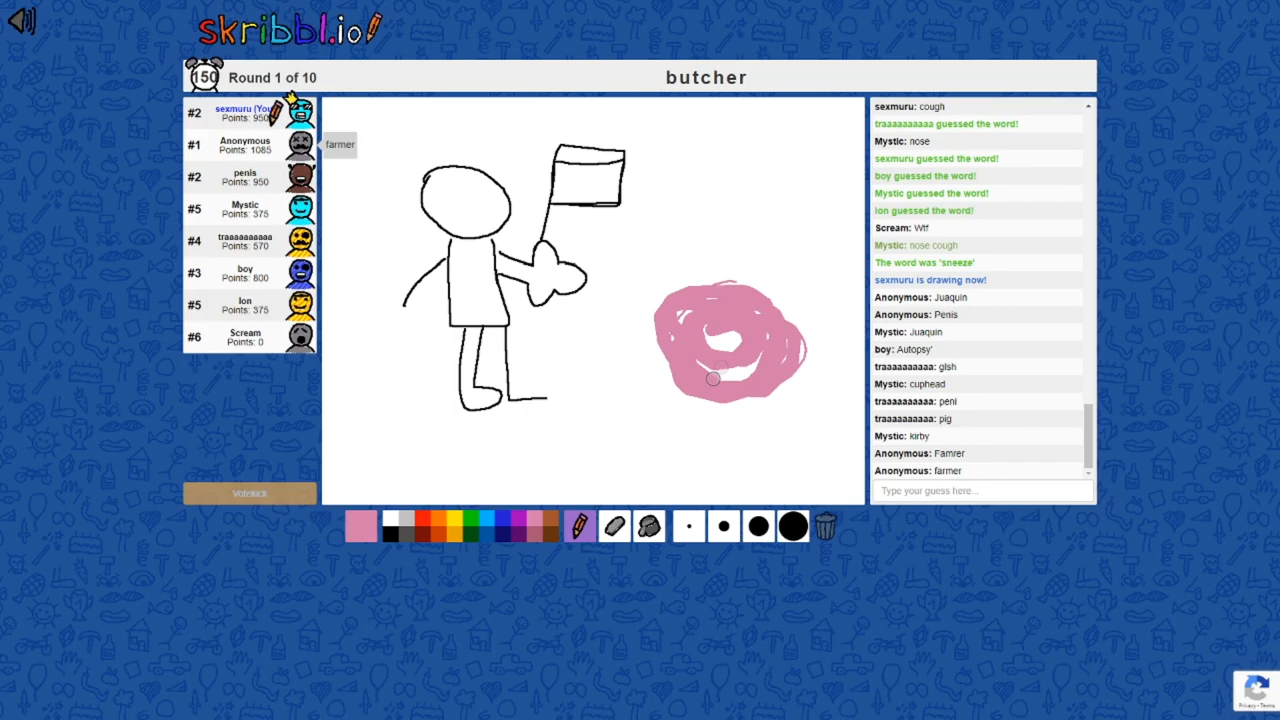 skribbl.io
150
Round 1 of 10
butcher
#2
sexmuru (You
Points: 950
#1
Anonymous
Points: 1085
farmer
#2
penis
Points: 950
#5
Mystic
Points: 375
#4
traaaaaaaaaa
Points: 570
#3
boy
Points: 800
#5
Ion
Points: 375
#6
Scream
Points: 0
Votekick
sexmuru: cough
traaaaaaaaaa guessed the word!
Mystic: nose
sexmuru guessed the word!
boy guessed the word!
Mystic guessed the word!
Ion guessed the word!
Scream: Wtf
Mystic: nose cough
The word was 'sneeze'
sexmuru is drawing now!
Anonymous: Juaquin
Anonymous: Penis
Mystic: Juaquin
boy: Autopsy'
traaaaaaaaaa: glsh
Mystic: cuphead
traaaaaaaaaa: peni
traaaaaaaaaa: pig
Mystic: kirby
Anonymous: Famrer
Anonymous: farmer
Type your guess here...
Privacy - Terms